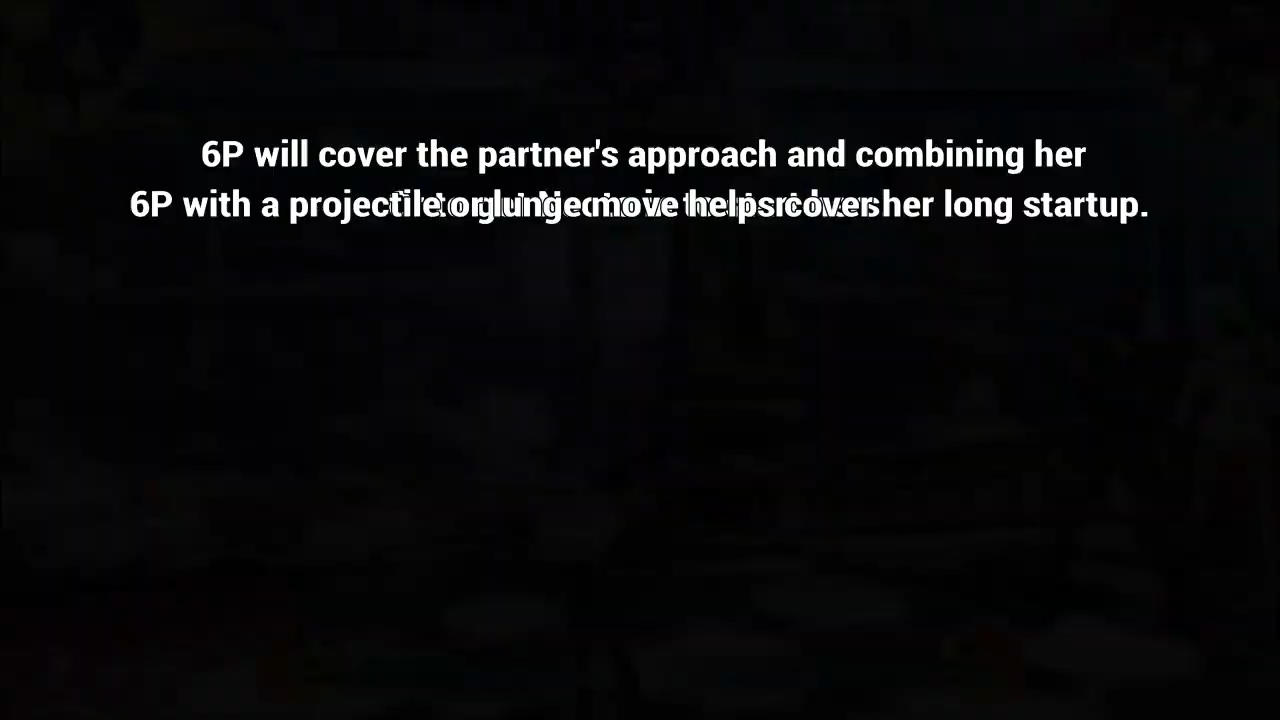 6P will cover the partner's approach and combining her
6P with a projectile or lunge move helps cover her long startup.